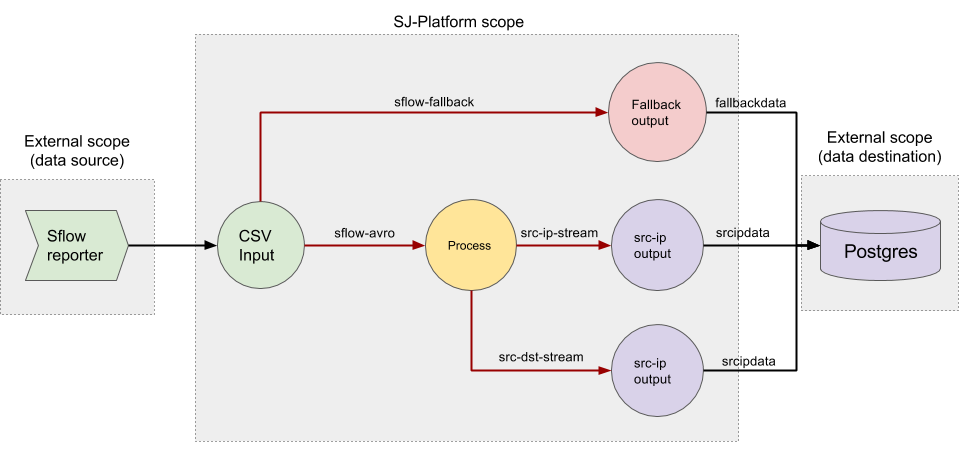 SJ-Platform scope
sflow-fallback
Fallback
output
fallbackdata
External scope
(data source)
External scope
(data destination)
Sflow
reporter
CSV
Input
sflow-avro
Process
src-ip-stream
src-ip
output
srcipdata
Postgres
src-dst-stream
src-ip
output
srcipdata